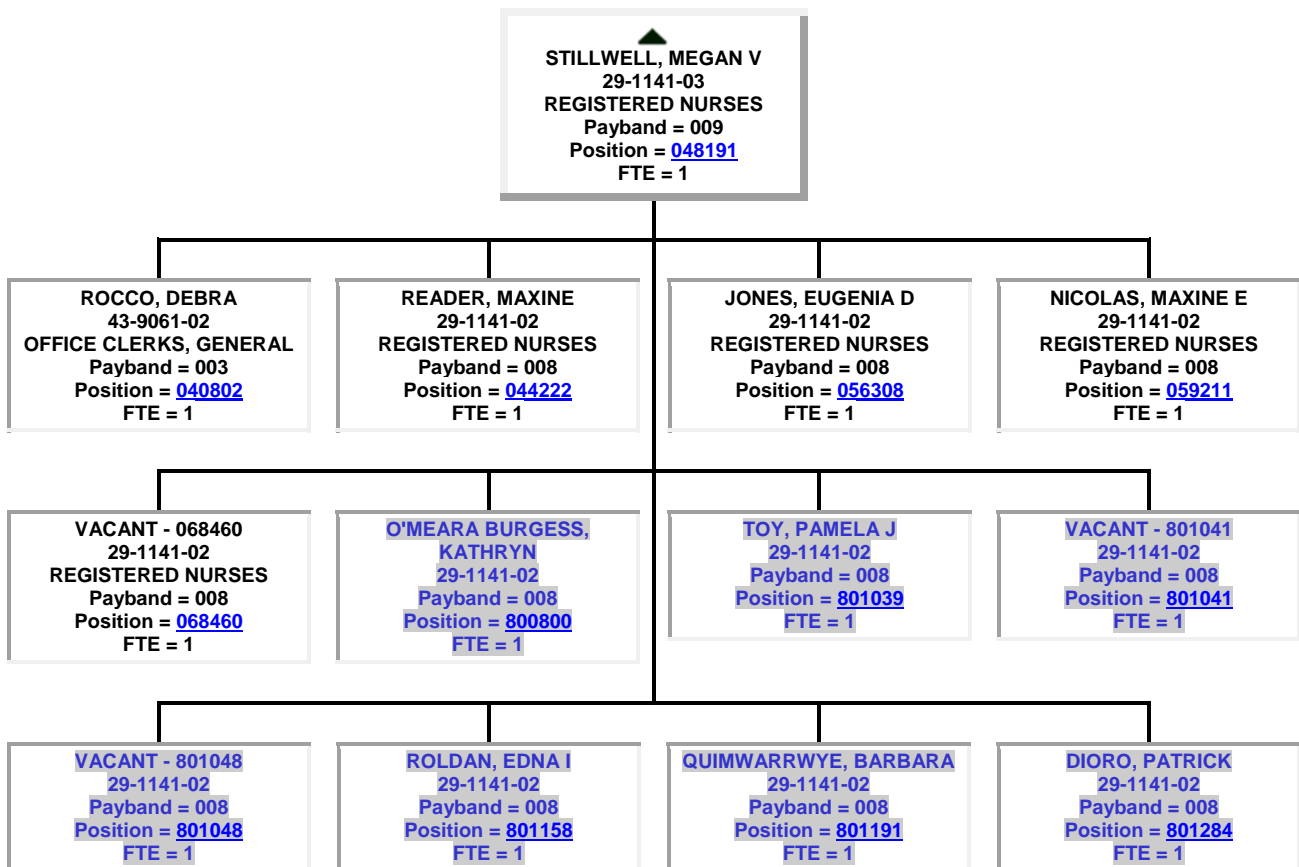 STILLWELL, MEGAN V
29-1141-03
REGISTERED NURSES
Payband = 009
Position = 048191
FTE = 1
ROCCO, DEBRA
43-9061-02
OFFICE CLERKS, GENERAL
Payband = 003
Position = 040802
FTE = 1
READER, MAXINE
29-1141-02
REGISTERED NURSES
Payband = 008
Position = 044222
FTE = 1
JONES, EUGENIA D
29-1141-02
REGISTERED NURSES
Payband = 008
Position = 056308
FTE = 1
NICOLAS, MAXINE E
29-1141-02
REGISTERED NURSES
Payband = 008
Position = 059211
FTE = 1
VACANT - 068460
29-1141-02
REGISTERED NURSES
Payband = 008
Position = 068460
FTE = 1
O'MEARA BURGESS,
KATHRYN
29-1141-02
Payband = 008
Position = 800800
FTE = 1
TOY, PAMELA J
29-1141-02
Payband = 008
Position = 801039
FTE = 1
VACANT - 801041
29-1141-02
Payband = 008
Position = 801041
FTE = 1
VACANT - 801048
29-1141-02
Payband = 008
Position = 801048
FTE = 1
ROLDAN, EDNA I
29-1141-02
Payband = 008
Position = 801158
FTE = 1
QUIMWARRWYE, BARBARA
29-1141-02
Payband = 008
Position = 801191
FTE = 1
DIORO, PATRICK
29-1141-02
Payband = 008
Position = 801284
FTE = 1